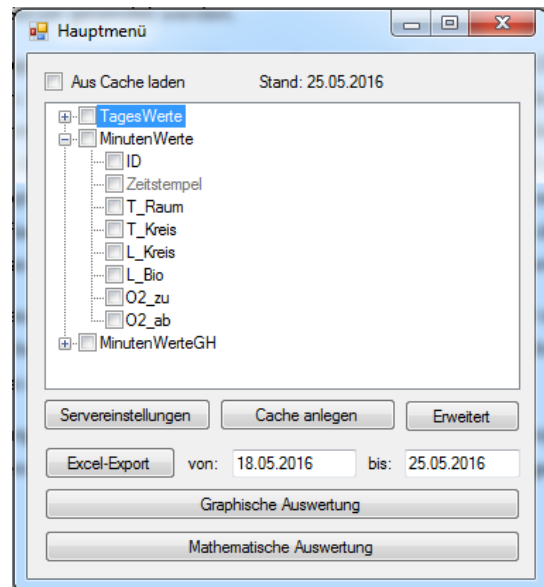 Hauptmenü
Aus Cache laden Stand: 25.05.2016
TagesWerte
MinutenWerte
ID
Zeitstempel
T_Raum
T_Kreis
L_Kreis
L_Bio
O2_zu
O2_ab
MinutenWerteGH
Servereinstellungen Cache anlegen Erweitert
Excel-Export von: 18.05.2016 bis: 25.05.2016
Graphische Auswertung
Mathematische Auswertung